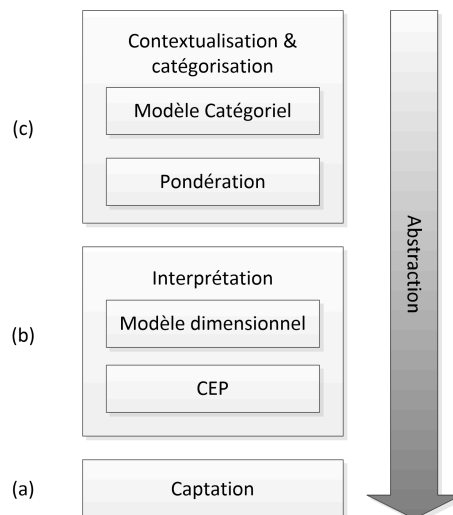 Contextualisation &
catégorisation
(c)
Modèle Catégoriel
Pondération
Abstraction
Interprétation
(b)
Modèle dimensionnel
CEP
(a)
Captation